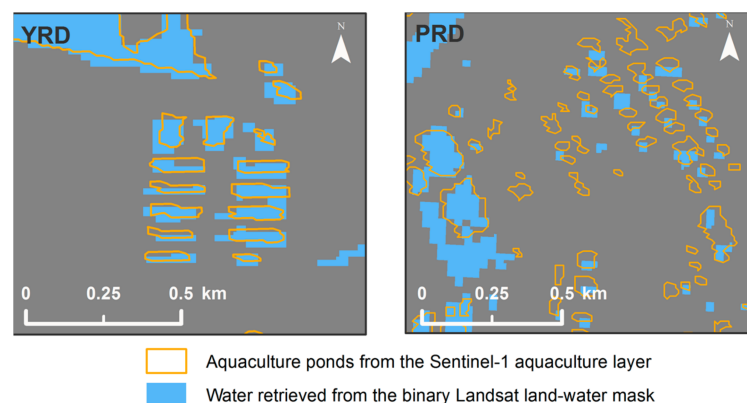 YRD
N
0 0.25 0.5 km
PRD
N
0 0.25 0.5 km
Aquaculture ponds from the Sentinel-1 aquaculture layer
Water retrieved from the binary Landsat land-water mask